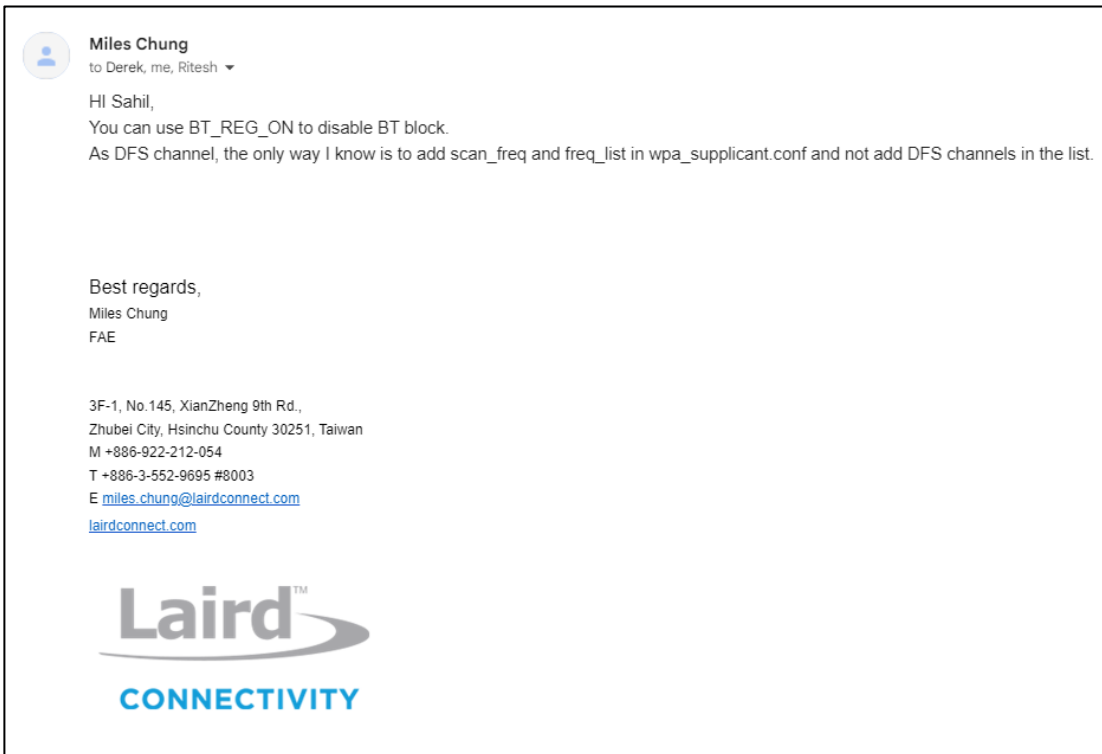 Miles Chung
to Derek, me, Ritesh
HI Sahil,
You can use BT_REG_ON to disable BT block.
As DFS channel, the only way I know is to add scan_freq and freq_list in wpa_supplicant.conf and not add DFS channels in the list.
Best regards,
Miles Chung
FAE
3F-1, No.145, XianZheng 9th Rd.,
Zhubei City, Hsinchu County 30251, Taiwan
M +886-922-212-054
T +886-3-552-9695 #8003
E miles.chung@lairdconnect.com
lairdconnect.com
Laird™
CONNECTIVITY